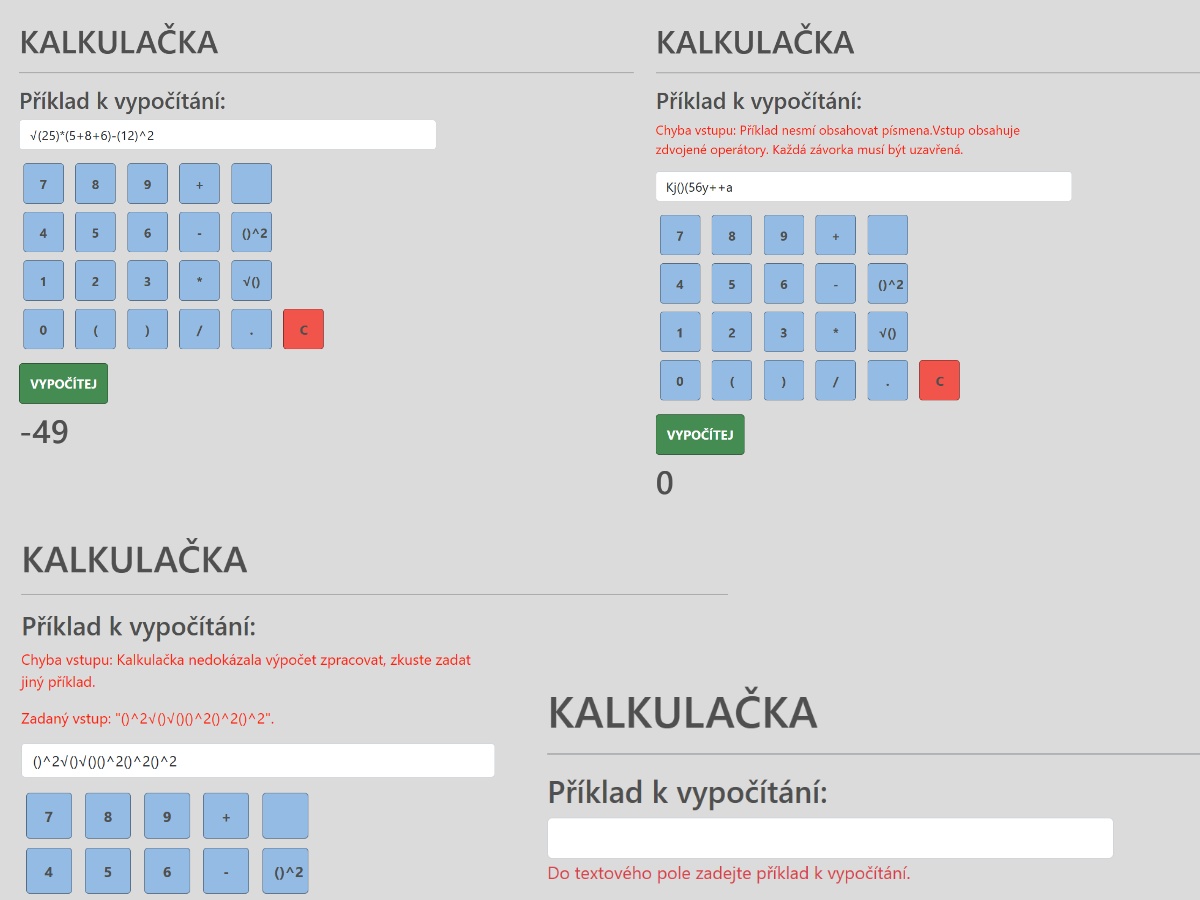 KALKULAČKA
Příklad k vypočítání:
√(25)*(5+8+6)-(12)^2
7 8 9 +
4 5 6 - ()^2
1 2 3 * √()
0 ( ) / . C
VYPOČÍTEJ
-49
KALKULAČKA
Příklad k vypočítání:
Chyba vstupu: Příklad nesmí obsahovat písmena.Vstup obsahuje
zdvojené operátory. Každá závorka musí být uzavřená.
Kj()(56y++a
7 8 9 +
4 5 6 - ()^2
1 2 3 * √()
0 ( ) / . C
VYPOČÍTEJ
0
KALKULAČKA
Příklad k vypočítání:
Chyba vstupu: Kalkulačka nedokázala výpočet zpracovat, zkuste zadat
jiný příklad.
Zadaný vstup: "()^2√()√()()^2()^2()^2".
()^2√()√()()^2()^2()^2
7 8 9 +
4 5 6 - ()^2
KALKULAČKA
Příklad k vypočítání:
Do textového pole zadejte příklad k vypočítání.